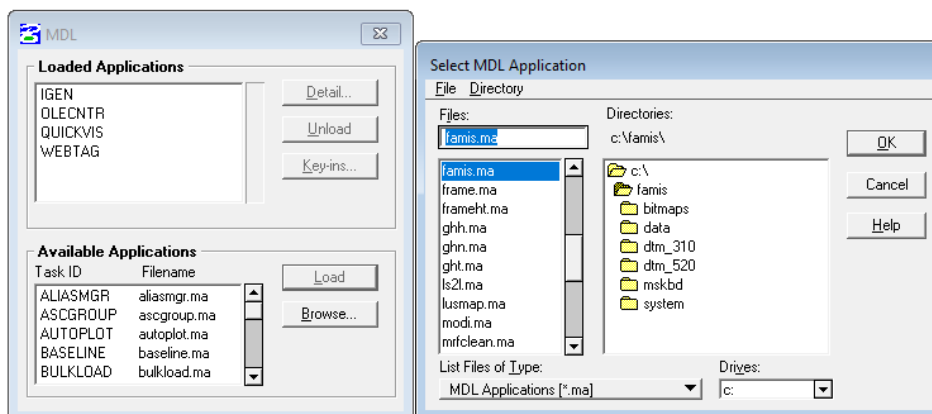 MDL
Loaded Applications
IGEN
OLECNTR
QUICKVIS
WEBTAG
Detail...
Unload
Key-ins...
Available Applications
Task ID Filename
ALIASMGR aliasmgr.ma
ASCGROUP ascgroup.ma
AUTOPLOT autoplot.ma
BASELINE baseline.ma
BULKLOAD bulkload.ma
Load
Browse...
Select MDL Application
File Directory
Files:
famis.ma
famis.ma
frame.ma
frameht.ma
ghh.ma
ghn.ma
ght.ma
ls2l.ma
lusmap.ma
modi.ma
mrfclean.ma
List Files of Type:
MDL Applications [*.ma]
Directories:
c:\famis\
c:\
famis
bitmaps
data
dtm_310
dtm_520
mskbd
system
Drives:
c:
OK
Cancel
Help